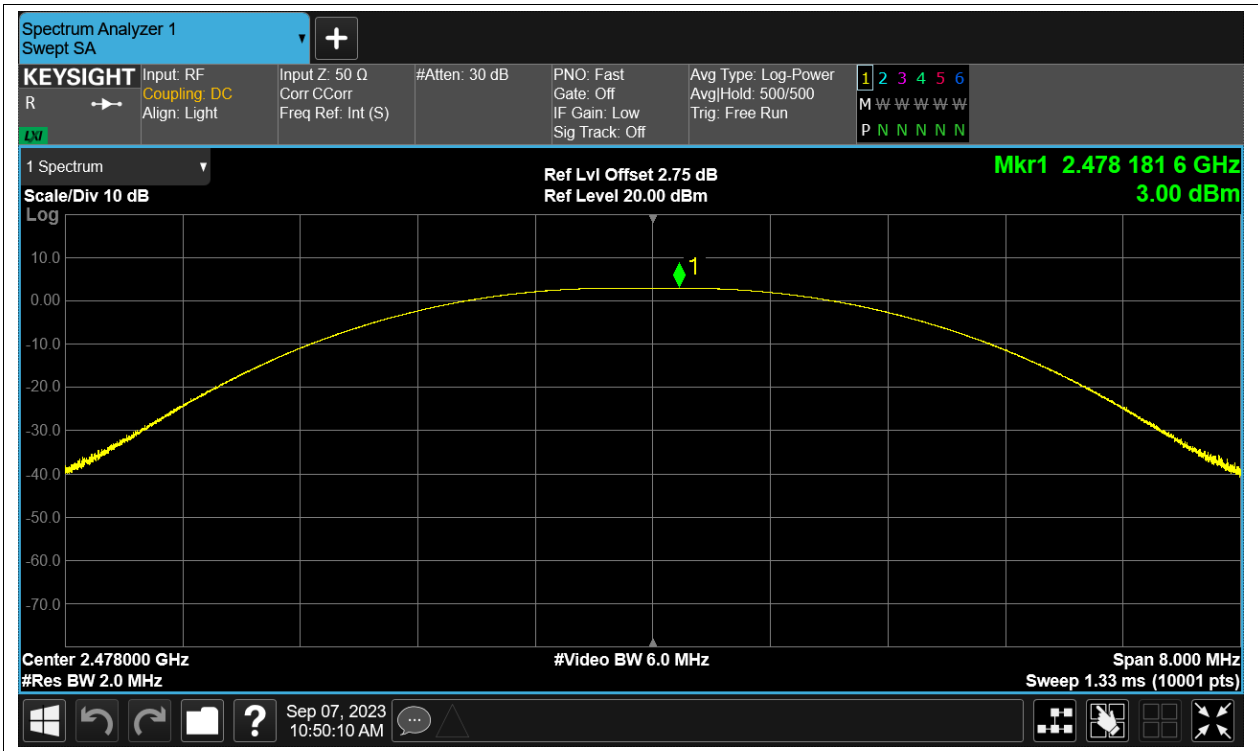 Spectrum Analyzer 1
Swept SA
KEYSIGHT
R
LXI
Input: RF
Coupling: DC
Align: Light
Input Z: 50 Ω
Corr CCorr
Freq Ref: Int (S)
#Atten: 30 dB
PNO: Fast
Gate: Off
IF Gain: Low
Sig Track: Off
Avg Type: Log-Power
Avg|Hold: 500/500
Trig: Free Run
1 2 3 4 5 6
M W W W W W W
P N N N N N N
1 Spectrum
Scale/Div 10 dB
Log
Ref Lvl Offset 2.75 dB
Ref Level 20.00 dBm
Mkr1 2.478 181 6 GHz
3.00 dBm
1
10.0
0.00
-10.0
-20.0
-30.0
-40.0
-50.0
-60.0
-70.0
Center 2.478000 GHz
#Video BW 6.0 MHz
Span 8.000 MHz
#Res BW 2.0 MHz
Sweep 1.33 ms (10001 pts)
?
Sep 07, 2023
10:50:10 AM